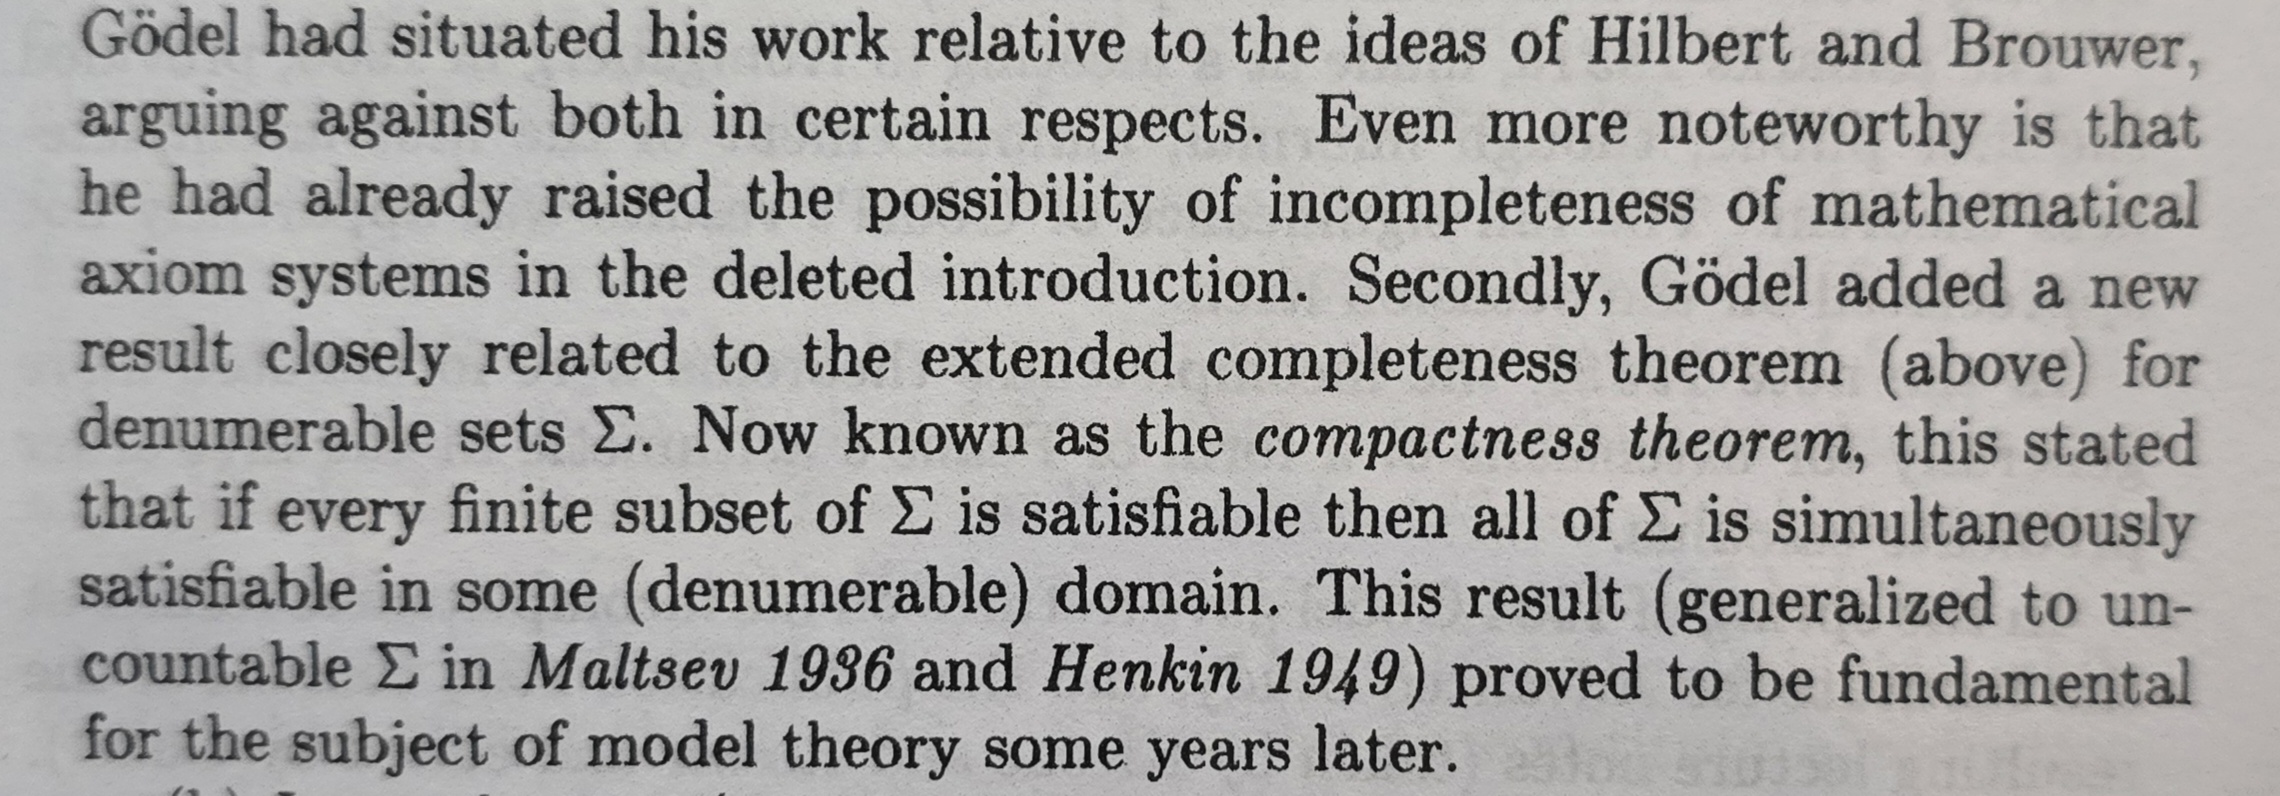 Gödel had situated his work relative to the ideas of Hilbert and Brouwer,
arguing against both in certain respects. Even more noteworthy is that
he had already raised the possibility of incompleteness of mathematical
axiom systems in the deleted introduction. Secondly, Gödel added a new
result closely related to the extended completeness theorem (above) for
denumerable sets Σ. Now known as the compactness theorem, this stated
that if every finite subset of Σ is satisfiable then all of Σ is simultaneously
satisfiable in some (denumerable) domain. This result (generalized to un-
countable Σ in Maltsev 1936 and Henkin 1949) proved to be fundamental
for the subject of model theory some years later.